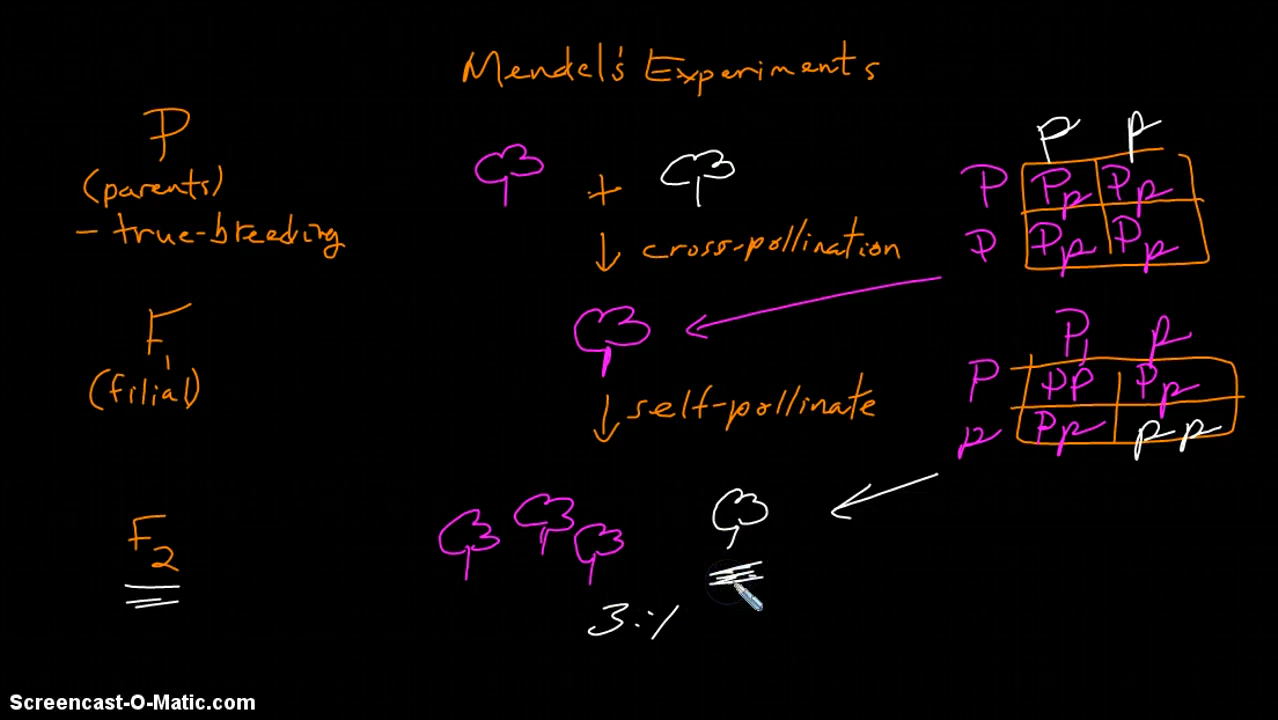 Mendel's Experiments
P
(parents)
- true-breeding
+
cross-pollination
P p
P Pp Pp
P Pp Pp
F1
(filial)
self-pollinate
P p
P PP Pp
p Pp pp
F2
3:1
Screencast-O-Matic.com